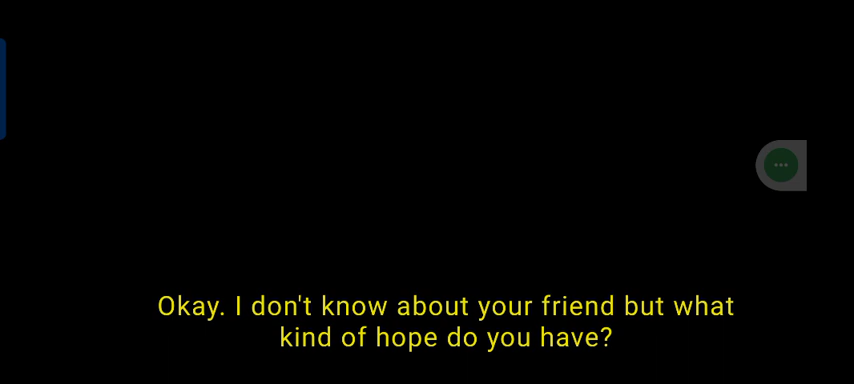 Okay. I don't know about your friend but what
kind of hope do you have?